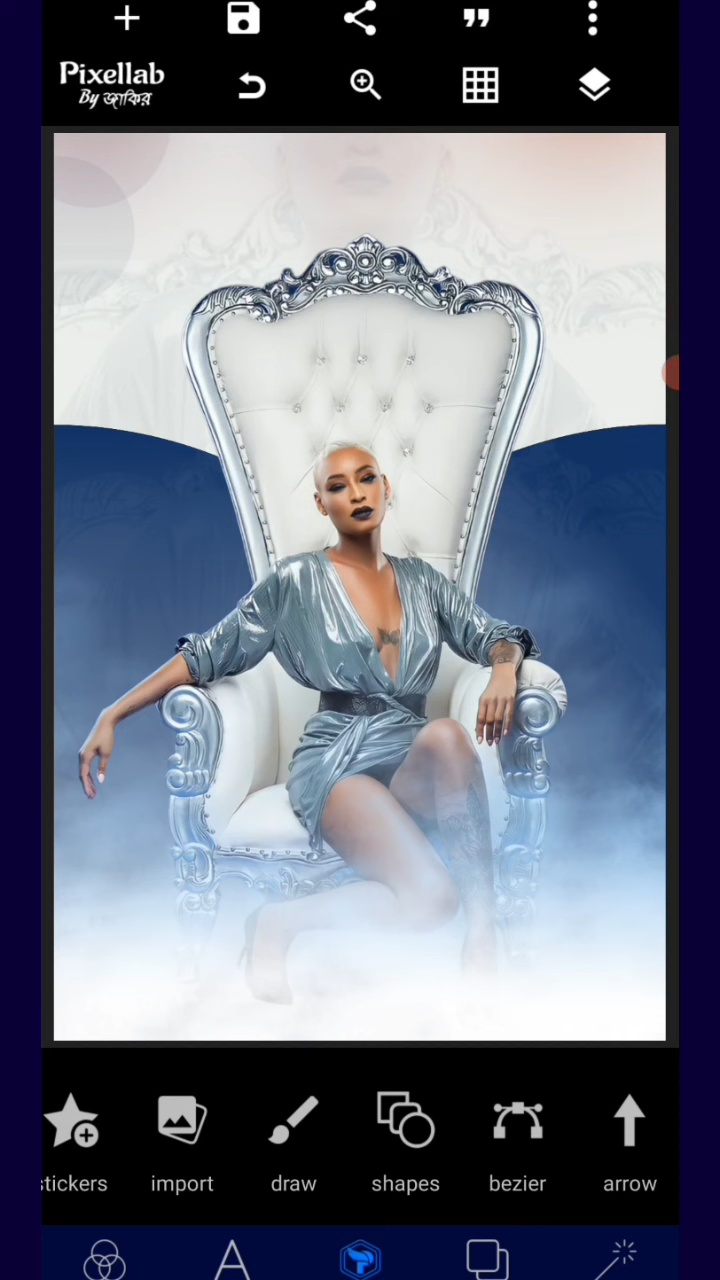 Pixellab
By জাকির
stickers
import
draw
shapes
bezier
arrow